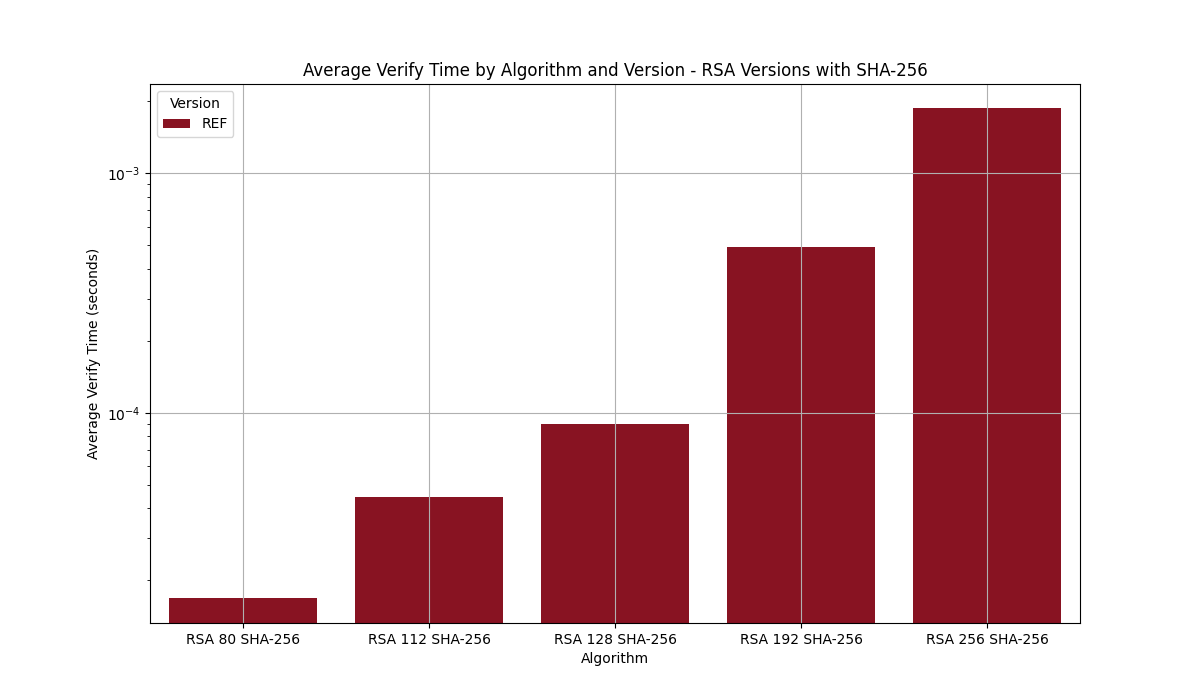 Average Verify Time by Algorithm and Version - RSA Versions with SHA-256
Version
REF
10⁻³
10⁻⁴
Average Verify Time (seconds)
RSA 80 SHA-256
RSA 112 SHA-256
RSA 128 SHA-256
RSA 192 SHA-256
RSA 256 SHA-256
Algorithm